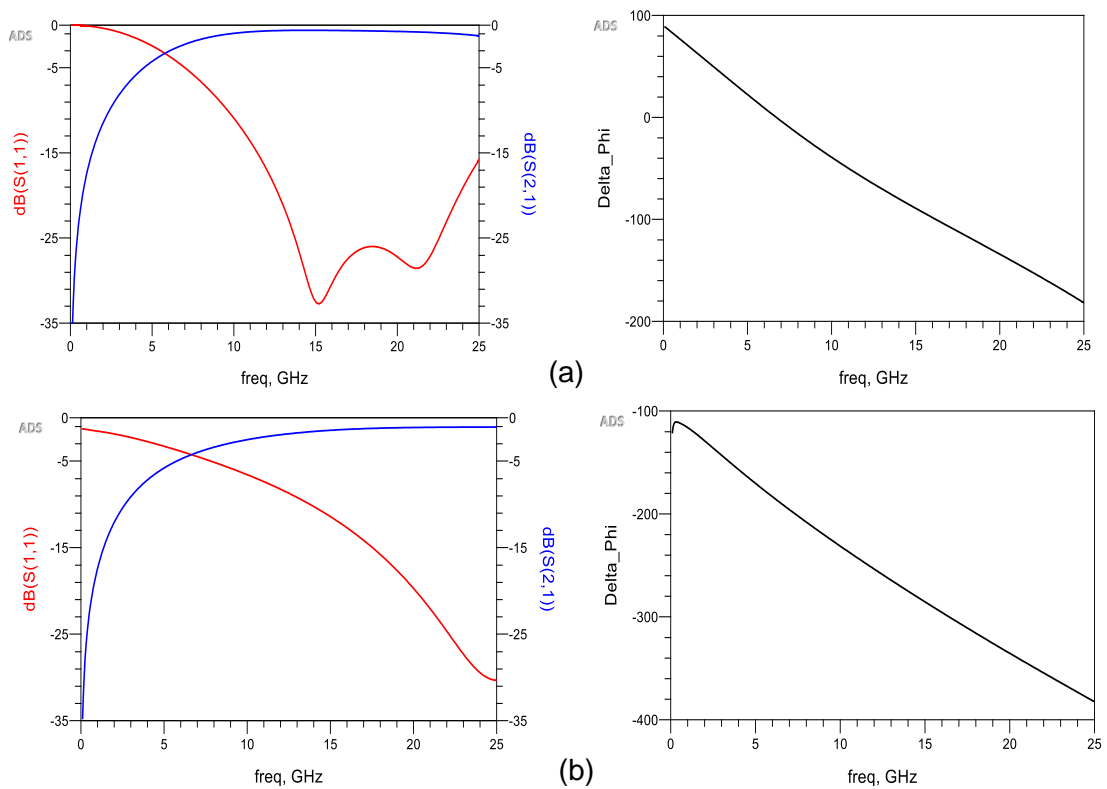 ADS
dB(S(1,1))
0
-5
-15
-25
-35
0
-5
-15
-25
-35
dB(S(2,1))
0 5 10 15 20 25
freq, GHz
ADS
Delta_Phi
100
0
-100
-200
0 5 10 15 20 25
freq, GHz
(a)
ADS
dB(S(1,1))
0
-5
-15
-25
-35
0
-5
-15
-25
-35
dB(S(2,1))
0 5 10 15 20 25
freq, GHz
ADS
Delta_Phi
-100
-200
-300
-400
0 5 10 15 20 25
freq, GHz
(b)